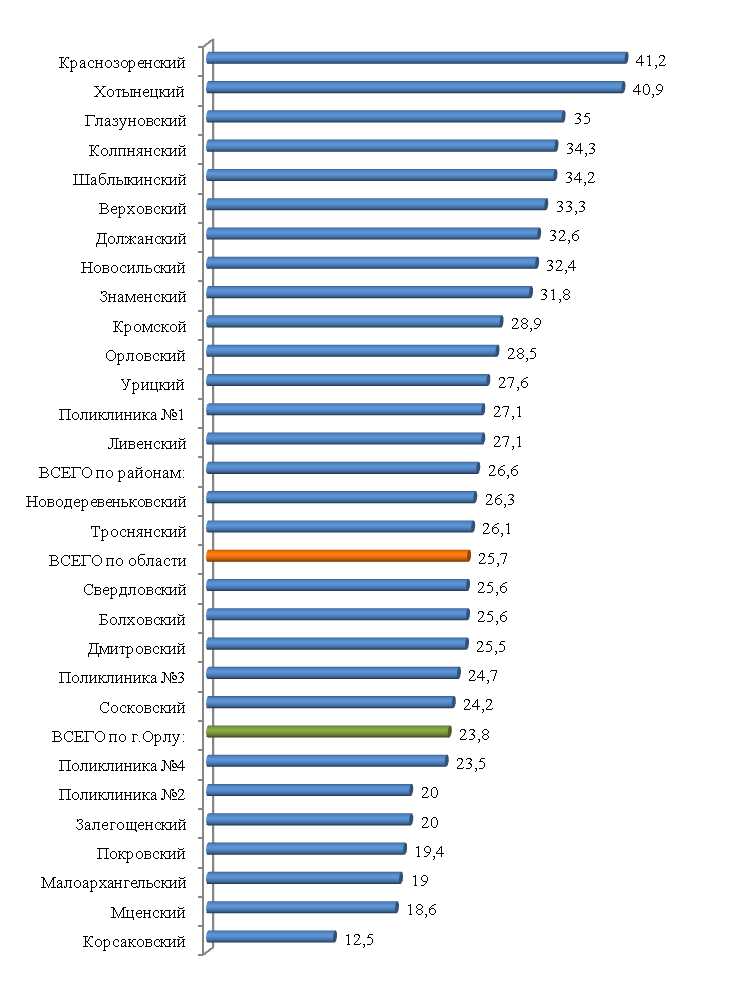 Краснозоренский 41,2
Хотынецкий 40,9
Глазуновский 35
Колпнянский 34,3
Шаблыкинский 34,2
Верховский 33,3
Должанский 32,6
Новосильский 32,4
Знаменский 31,8
Кромской 28,9
Орловский 28,5
Урицкий 27,6
Поликлиника №1 27,1
Ливенский 27,1
ВСЕГО по районам: 26,6
Новодеревеньковский 26,3
Троснянский 26,1
ВСЕГО по области 25,7
Свердловский 25,6
Болховский 25,6
Дмитровский 25,5
Поликлиника №3 24,7
Сосковский 24,2
ВСЕГО по г.Орлу: 23,8
Поликлиника №4 23,5
Поликлиника №2 20
Залегощенский 20
Покровский 19,4
Малоархангельский 19
Мценский 18,6
Корсаковский 12,5